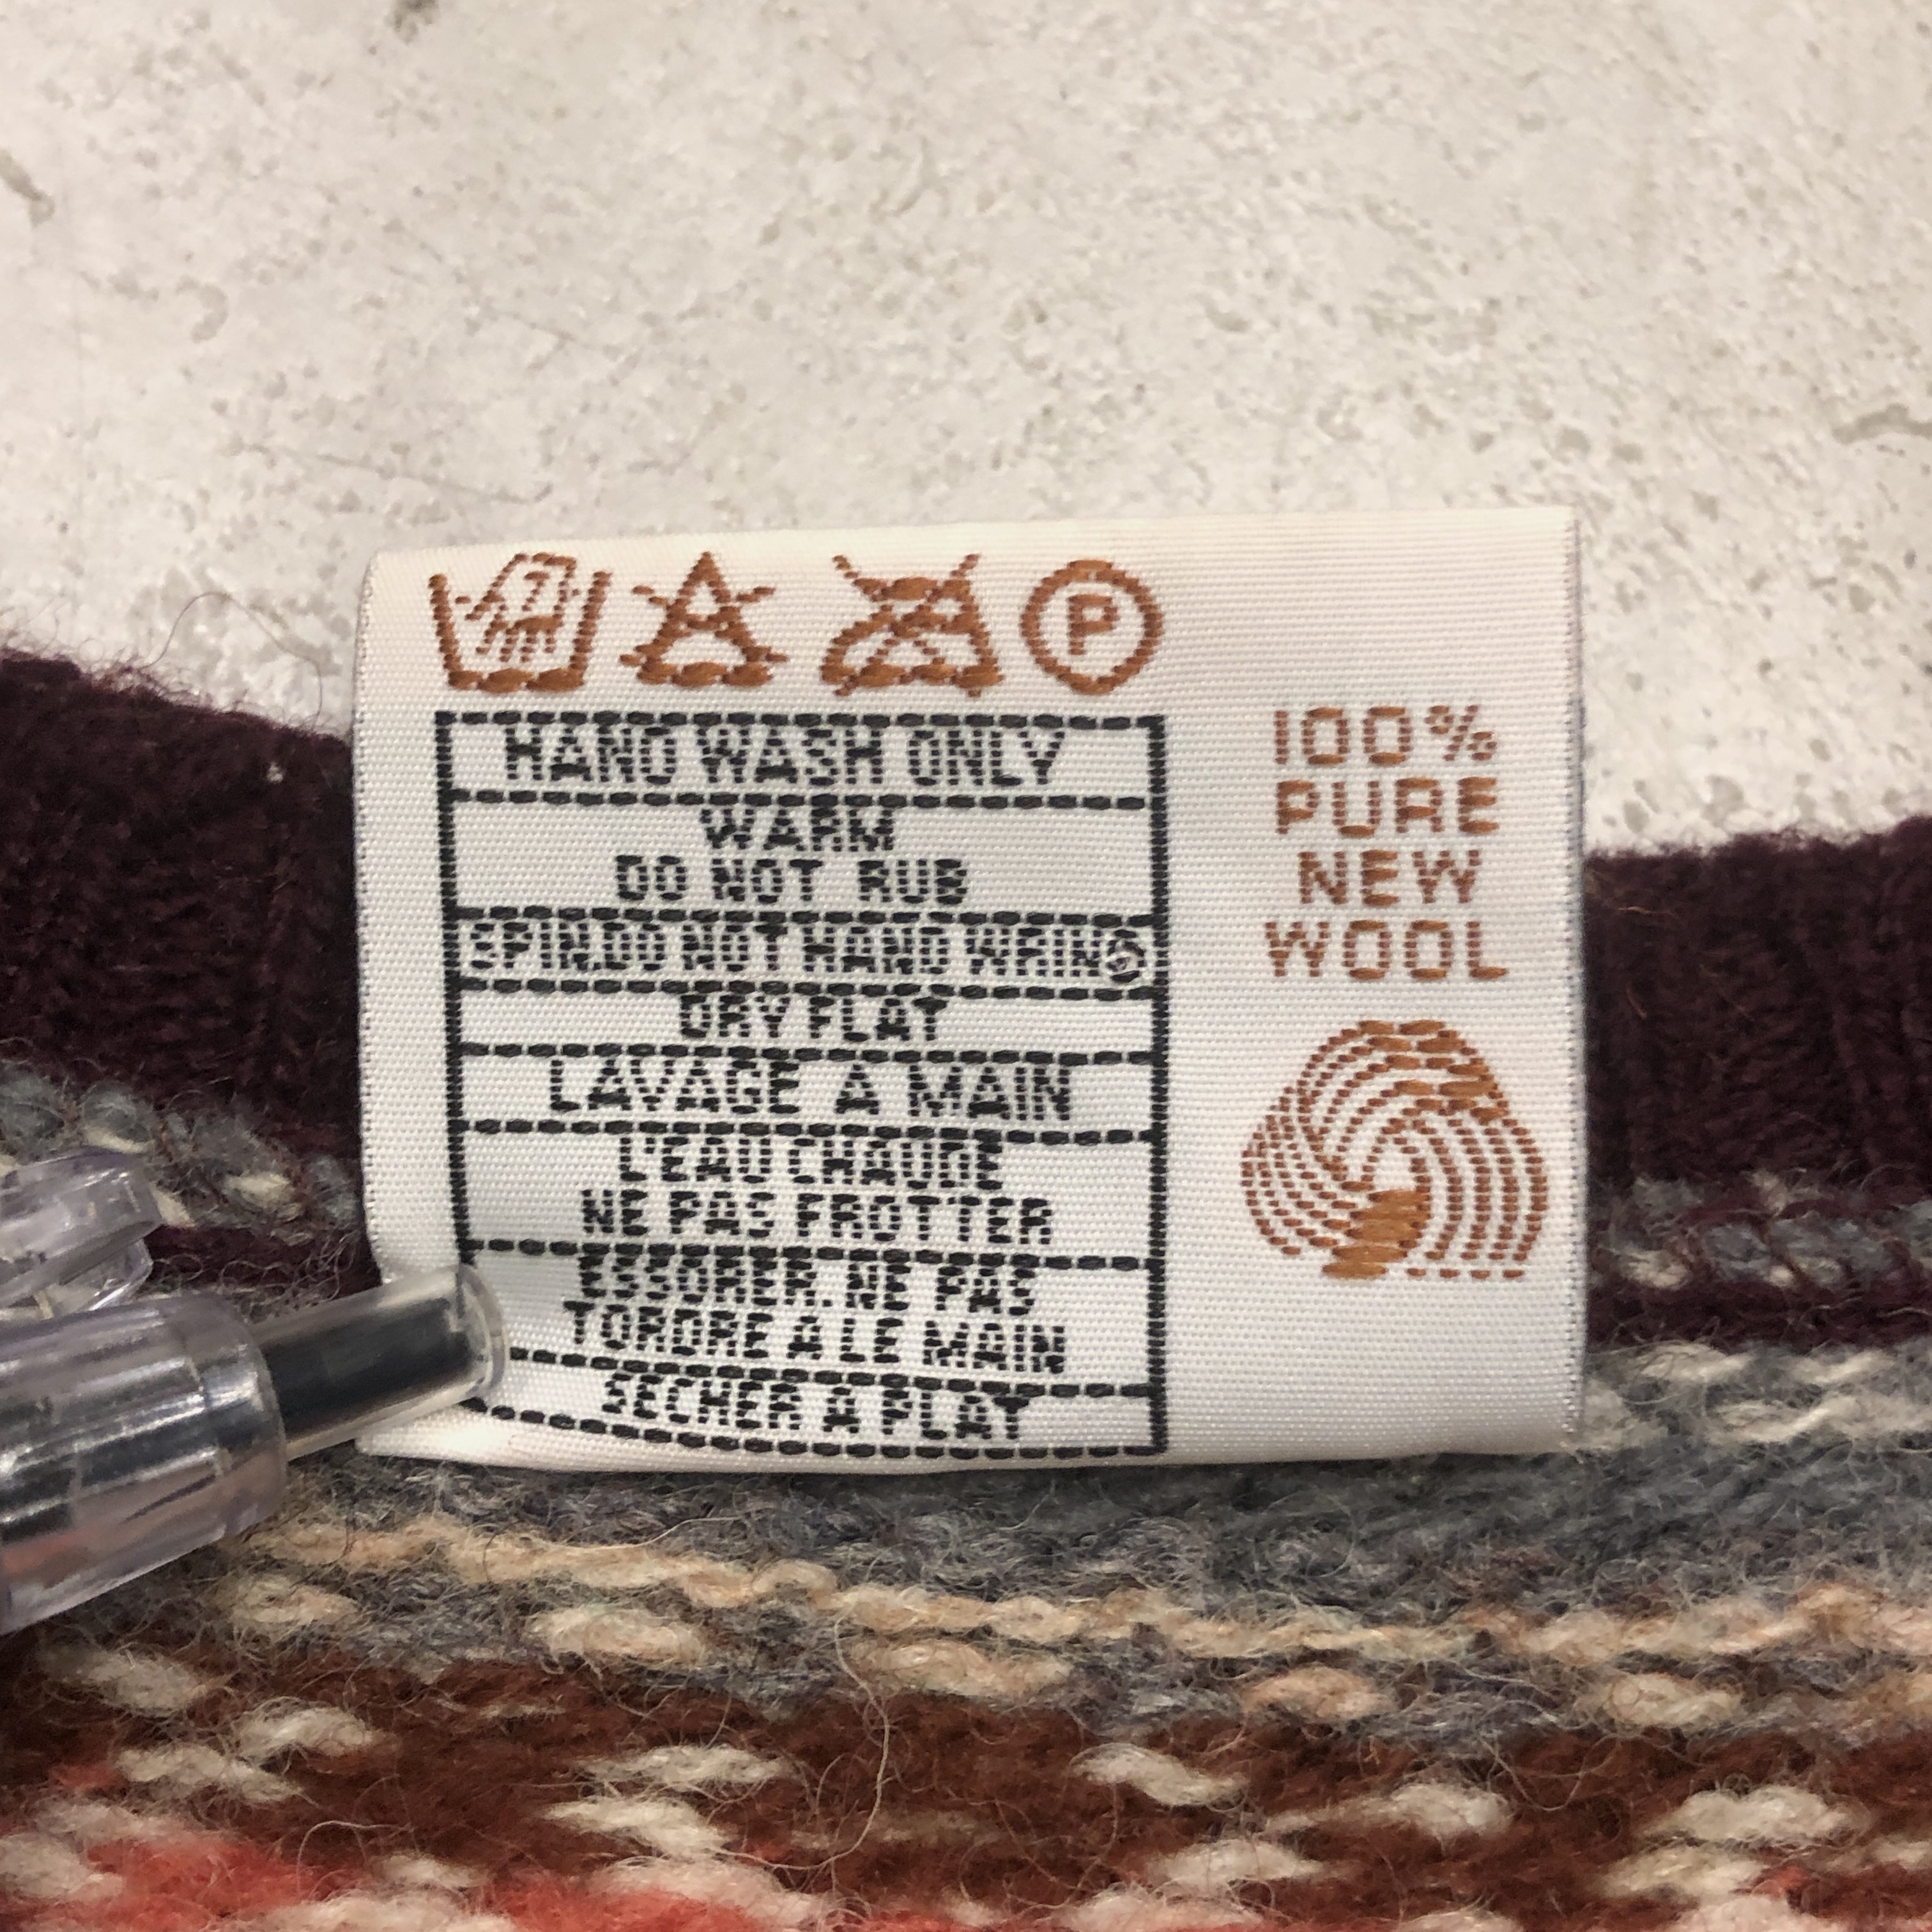 P
HAND WASH ONLY
WARM
DO NOT RUB
SPIN.DO NOT HAND WRING
DRY FLAT
LAVAGE A MAIN
L'EAU CHAUDE
NE PAS FROTTER
ESSORER. NE PAS
TORDRE A LE MAIN
SECHER A PLAT
100%
PURE
NEW
WOOL